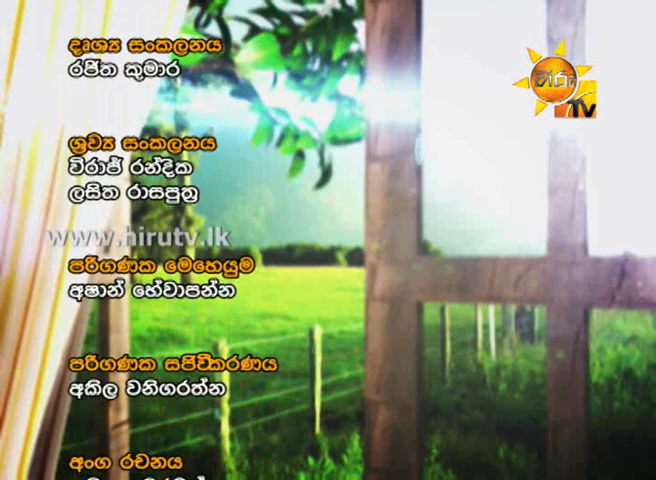 දෘශ්‍ය සංකලනය
රජිත කුමාර
හිරු
TV
ශ්‍රව්‍ය සංකලනය
විරාජ් රන්දික
ලසිත රාසපුත්‍ර
www.hirutv.lk
පරිගණක මෙහෙයුම
අෂාන් හේවාපන්න
පරිගණක සජිවීකරණය
අකිල වනිගරත්න
අංග රචනය